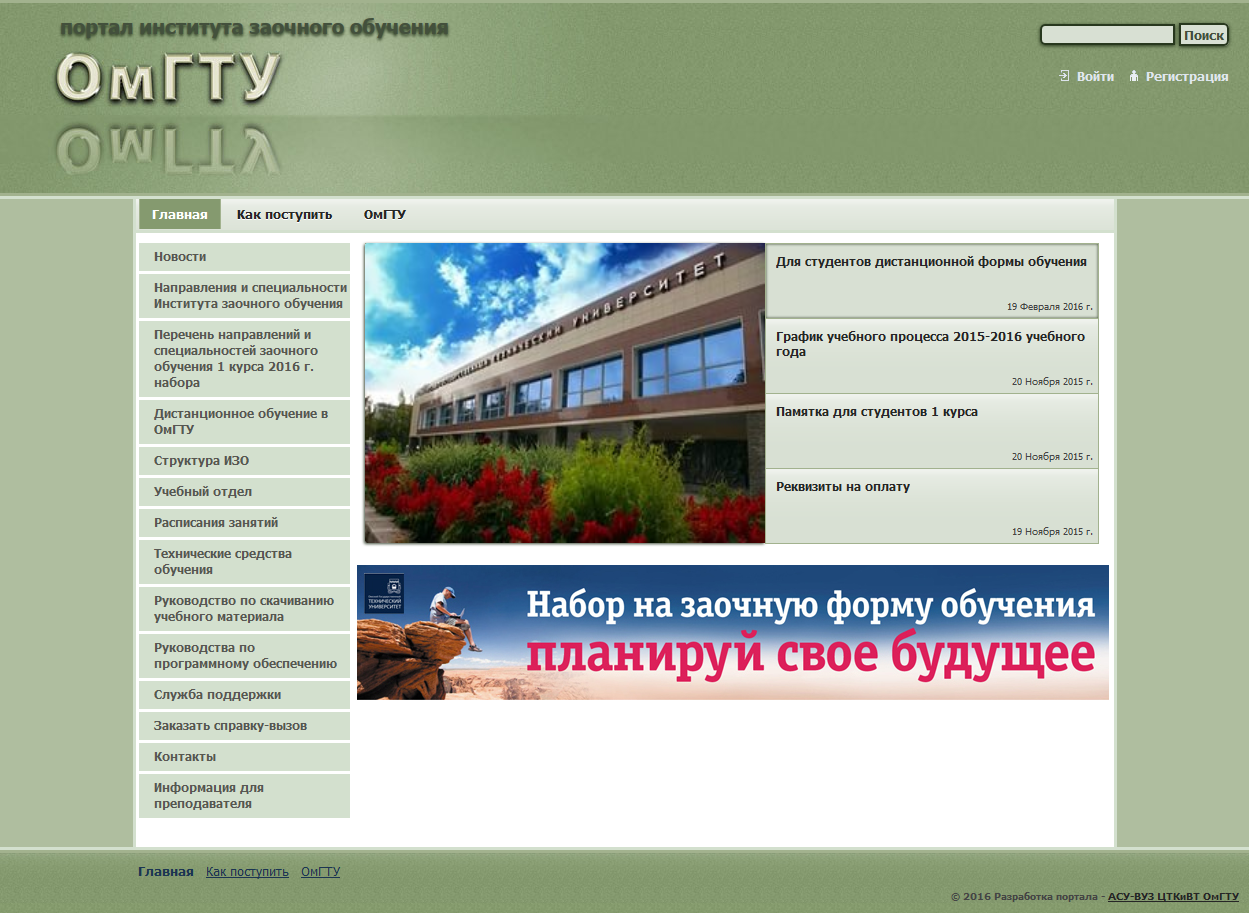 портал института заочного обучения
ОмГТУ
Поиск
Войти
Регистрация
Главная
Как поступить
ОмГТУ
Новости
Направления и специальности
Института заочного обучения
Перечень направлений и
специальностей заочного
обучения 1 курса 2016 г.
набора
Дистанционное обучение в
ОмГТУ
Структура ИЗО
Учебный отдел
Расписания занятий
Технические средства
обучения
Руководство по скачиванию
учебного материала
Руководства по
программному обеспечению
Служба поддержки
Заказать справку-вызов
Контакты
Информация для
преподавателя
ТЕХНИЧЕСКИЙ УНИВЕРСИТЕТ
Для студентов дистанционной формы обучения
19 Февраля 2016 г.
График учебного процесса 2015-2016 учебного
года
20 Ноября 2015 г.
Памятка для студентов 1 курса
20 Ноября 2015 г.
Реквизиты на оплату
19 Ноября 2015 г.
ТЕХНИЧЕСКИЙ
УНИВЕРСИТЕТ
Набор на заочную форму обучения
планируй свое будущее
Главная
Как поступить
ОмГТУ
© 2016 Разработка портала - АСУ-ВУЗ ЦТКиВТ ОмГТУ